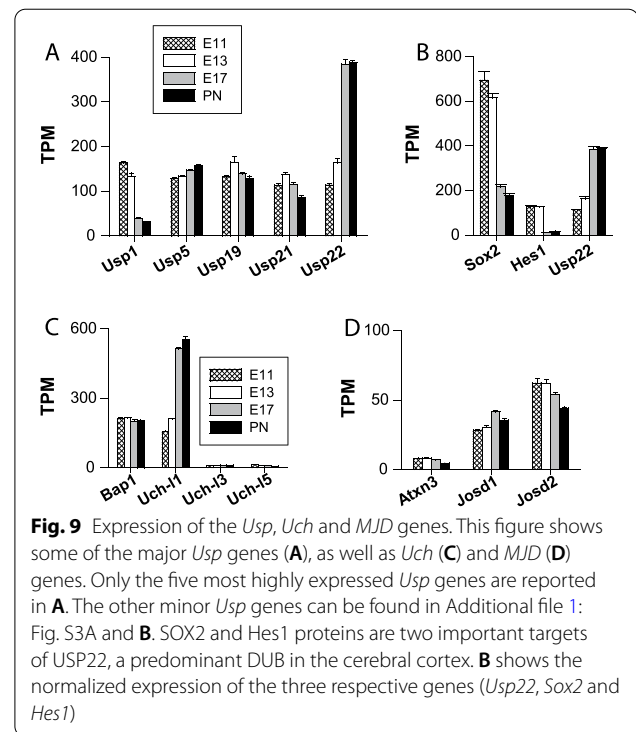 A
E11
E13
E17
PN
TPM
400
300
200
100
0
Usp1
Usp5
Usp19
Usp21
Usp22
B
TPM
800
600
400
200
0
Sox2
Hes1
Usp22
C
TPM
600
300
0
E11
E13
E17
PN
Bap1
Uch-l1
Uch-l3
Uch-l5
D
TPM
100
50
0
Atxn3
Josd1
Josd2
Fig. 9 Expression of the Usp, Uch and MJD genes. This figure shows
some of the major Usp genes (A), as well as Uch (C) and MJD (D)
genes. Only the five most highly expressed Usp genes are reported
in A. The other minor Usp genes can be found in Additional file 1:
Fig. S3A and B. SOX2 and Hes1 proteins are two important targets
of USP22, a predominant DUB in the cerebral cortex. B shows the
normalized expression of the three respective genes (Usp22, Sox2 and
Hes1)